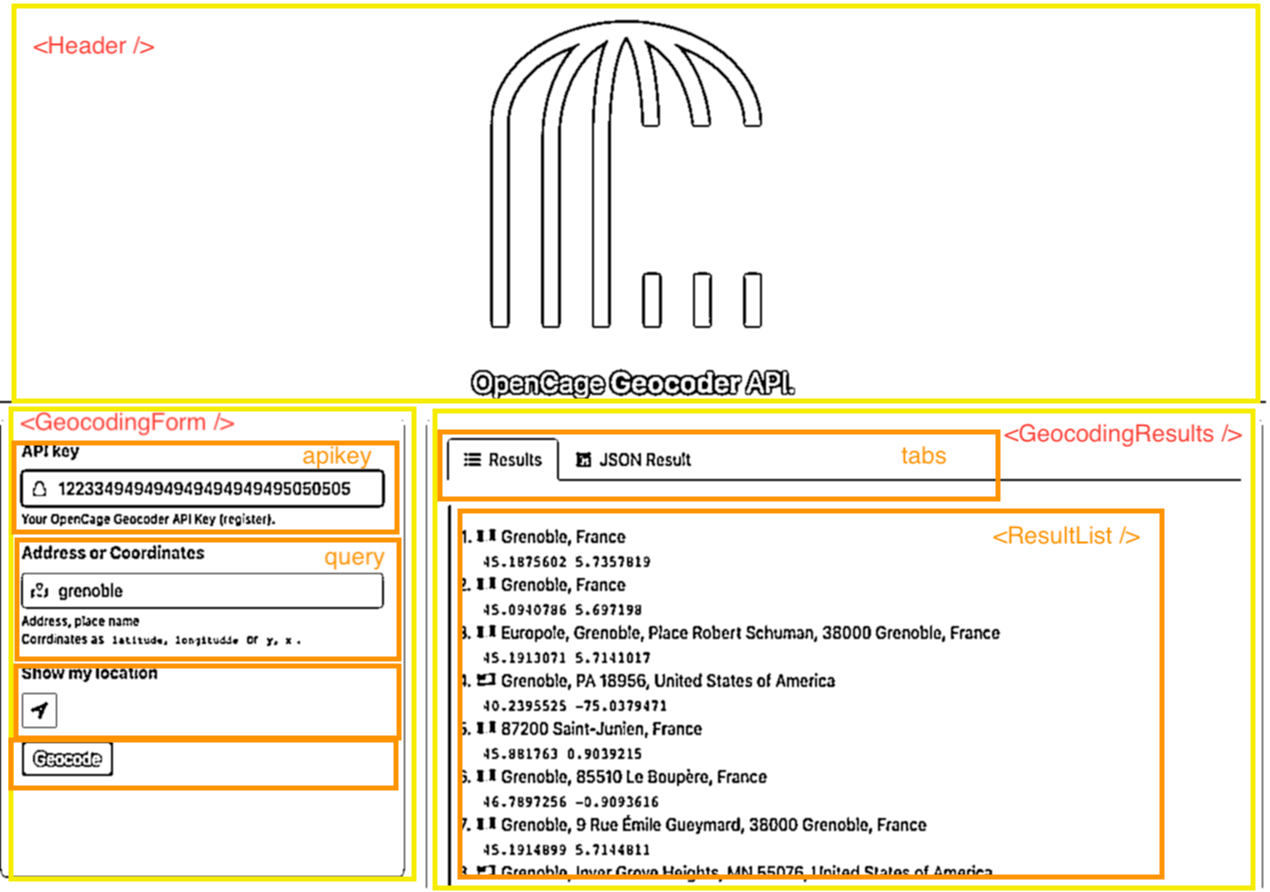 <Header />
OpenCage Geocoder API.
<GeocodingForm />
API key
apikey
122334949494949494949495050505
Your OpenCage Geocoder API Key (register).
Address or Coordinates
query
grenoble
Address, place name
Corrdinates as latitude, longitudde or y, x .
Show my location
Geocode
<GeocodingResults />
Results
JSON Result
tabs
<ResultList />
1. Grenoble, France
45.1875602 5.7357819
2. Grenoble, France
45.0940786 5.697198
3. Europole, Grenoble, Place Robert Schuman, 38000 Grenoble, France
45.1913071 5.7141017
4. Grenoble, PA 18956, United States of America
40.2395525 -75.0379471
5. 87200 Saint-Junien, France
45.881763 0.9039215
6. Grenoble, 85510 Le Boupère, France
46.7897256 -0.9093616
7. Grenoble, 9 Rue Émile Gueymard, 38000 Grenoble, France
45.1914899 5.7144811
8. Grenoble, Inver Grove Heights, MN 55076, United States of America